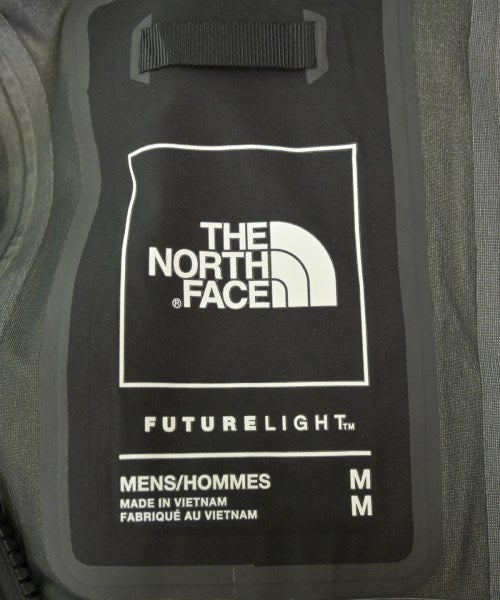 THE
NORTH
®FACE
FUTURELIGHT™
MENS/HOMMES M
MADE IN VIETNAM M
FABRIQUÉ AU VIETNAM